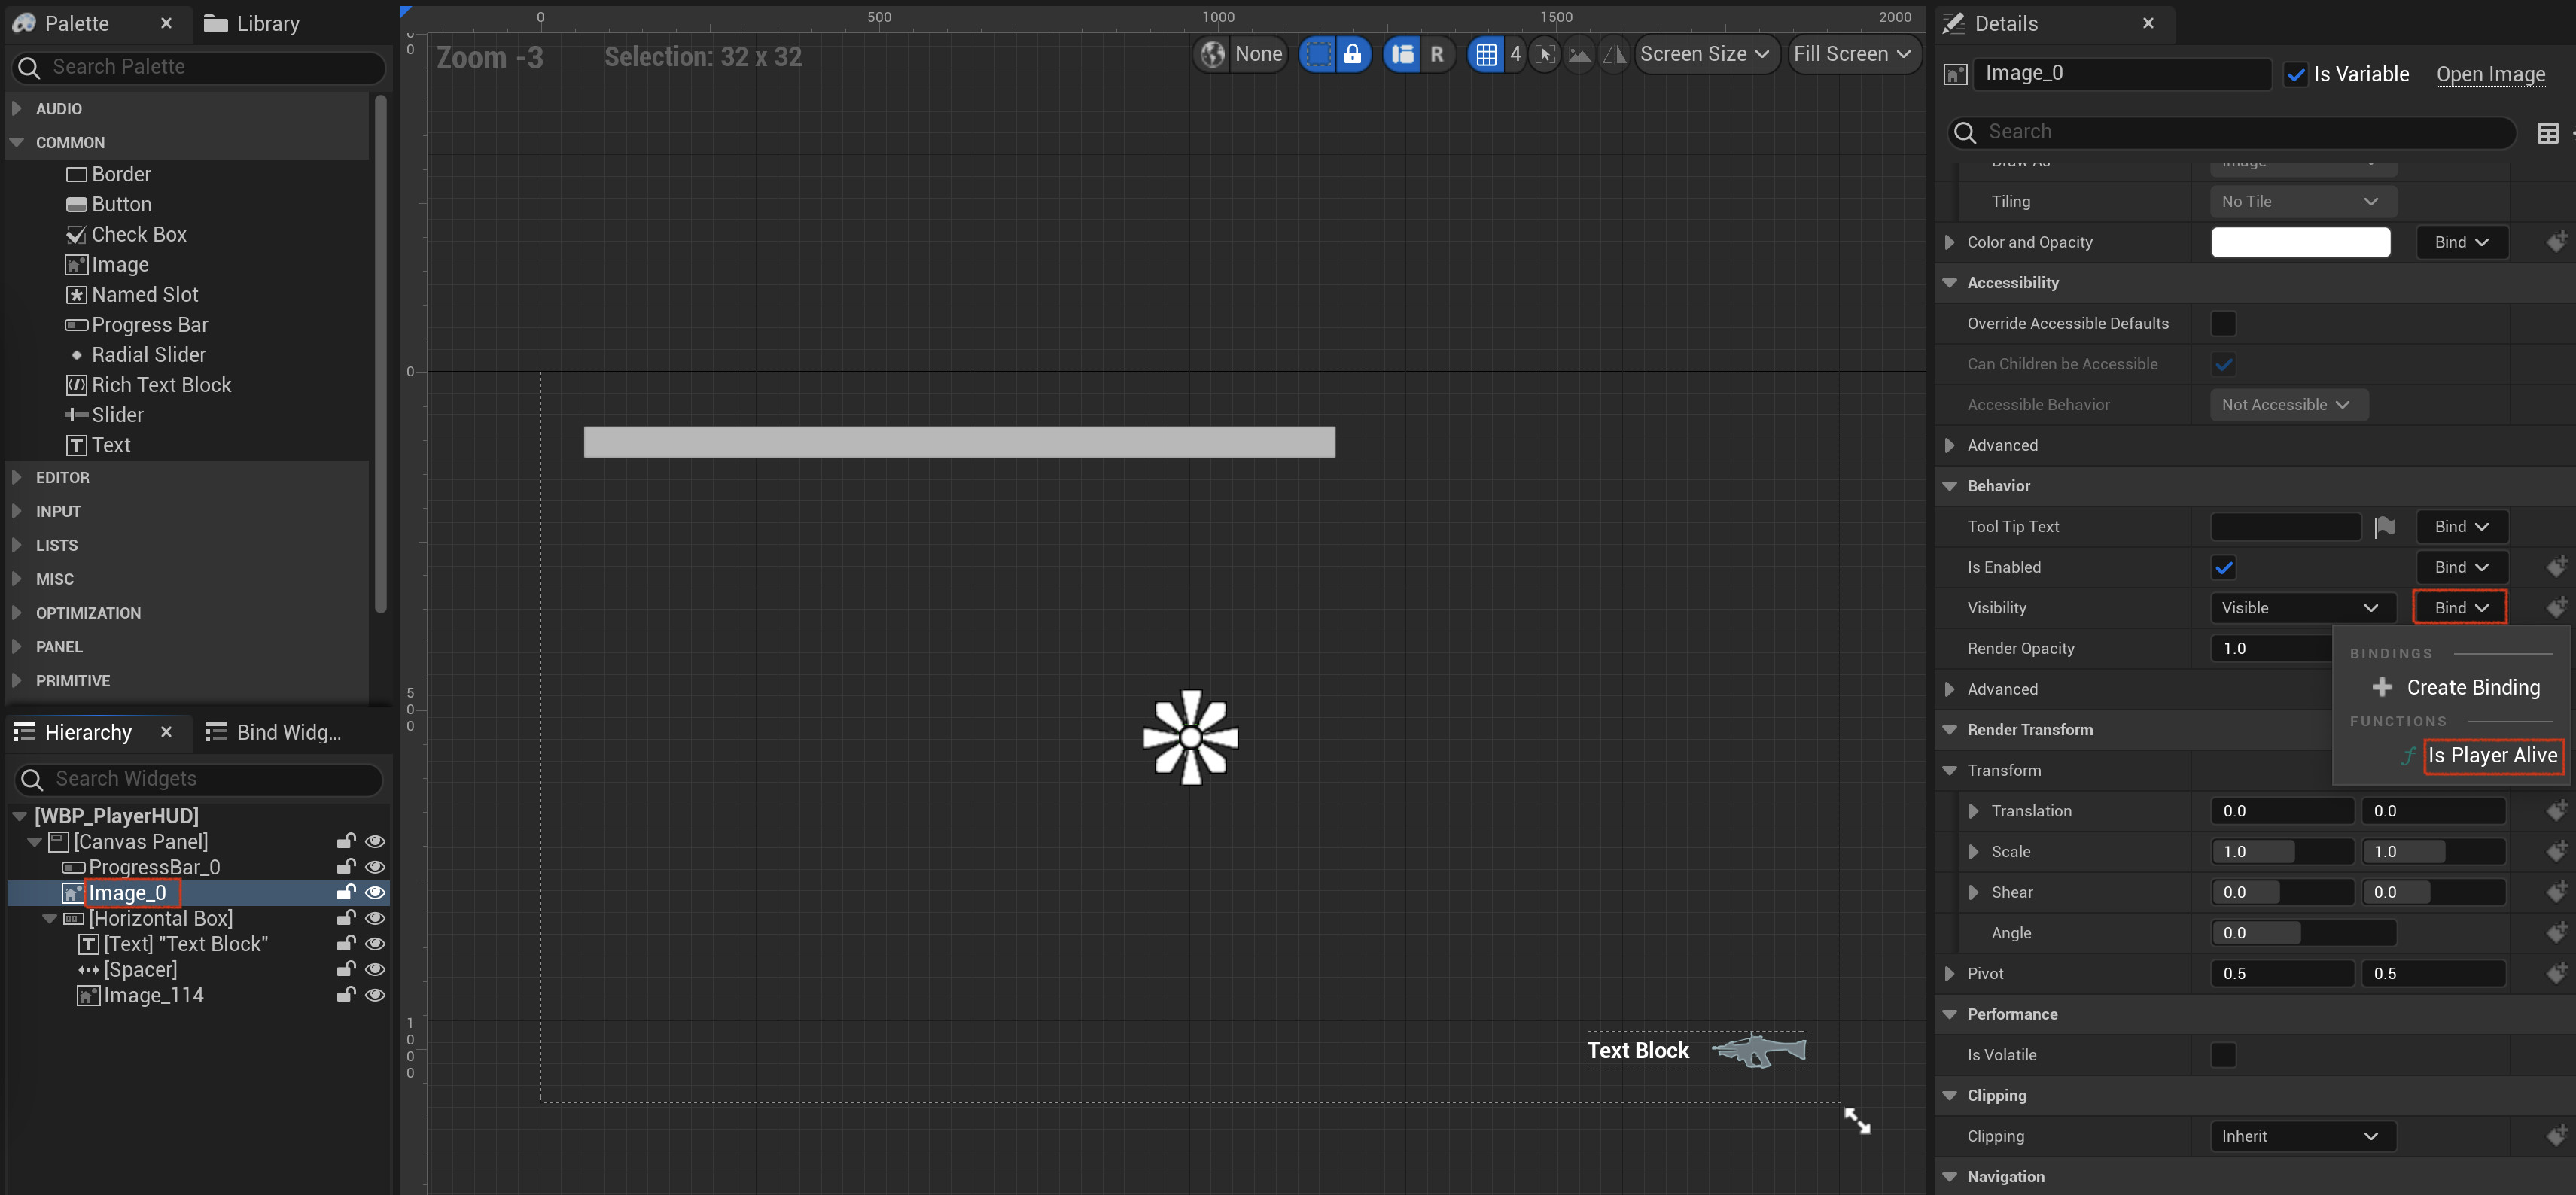 Palette
Library
Search Palette
AUDIO
COMMON
Border
Button
Check Box
Image
Named Slot
Progress Bar
Radial Slider
Rich Text Block
Slider
Text
EDITOR
INPUT
LISTS
MISC
OPTIMIZATION
PANEL
PRIMITIVE
Hierarchy
Bind Widg...
Search Widgets
[WBP_PlayerHUD]
[Canvas Panel]
ProgressBar_0
Image_0
[Horizontal Box]
[Text] "Text Block"
[Spacer]
Image_114
0 500 1000 1500 2000
Zoom -3
Selection: 32 x 32
None
R
4
Screen Size
Fill Screen
0
0
500
1000
Text Block
Details
Image_0
Is Variable
Open Image
Search
Draw As Image
Tiling No Tile
Color and Opacity Bind
Accessibility
Override Accessible Defaults
Can Children be Accessible
Accessible Behavior Not Accessible
Advanced
Behavior
Tool Tip Text Bind
Is Enabled Bind
Visibility Visible Bind
Render Opacity 1.0
BINDINGS
Create Binding
FUNCTIONS
f Is Player Alive
Advanced
Render Transform
Transform
Translation 0.0 0.0
Scale 1.0 1.0
Shear 0.0 0.0
Angle 0.0
Pivot 0.5 0.5
Performance
Is Volatile
Clipping
Clipping Inherit
Navigation